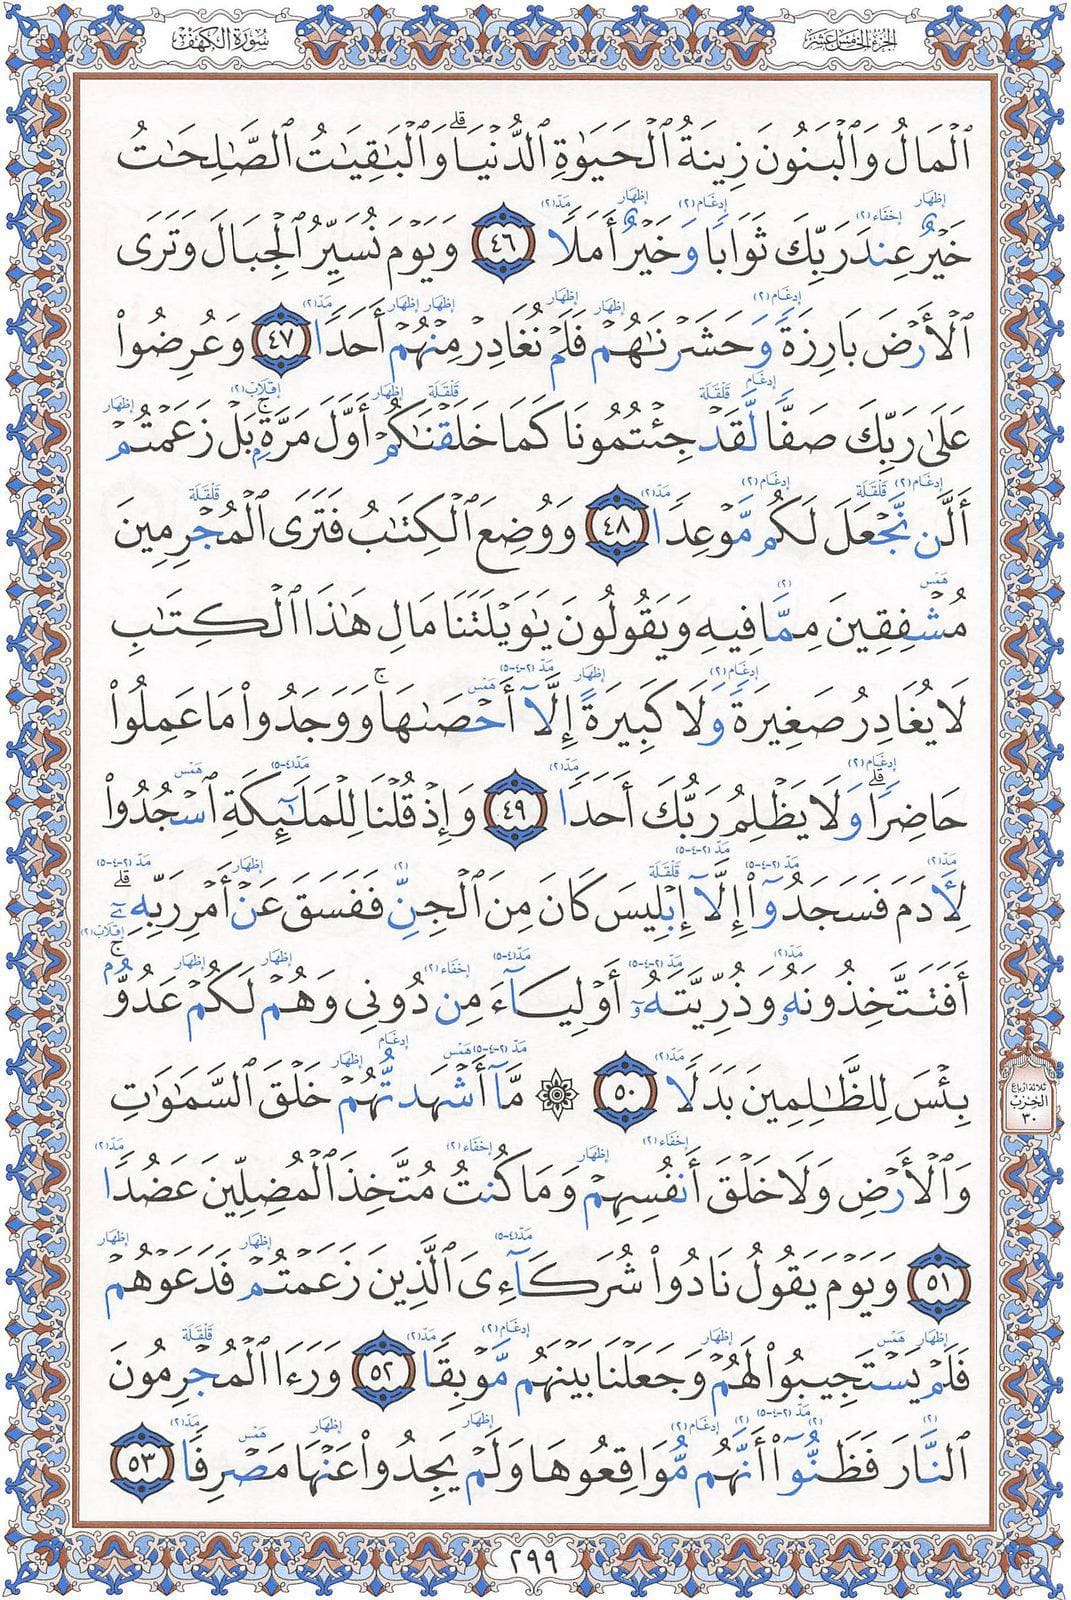 الجزء الخامس عشر
سورة الكهف
ٱلْمَالُ وَٱلْبَنُونَ زِينَةُ ٱلْحَيَوٰةِ ٱلدُّنْيَاۖ وَٱلْبَٰقِيَٰتُ ٱلصَّٰلِحَٰتُ
خَيْرٌ عِندَ رَبِّكَ ثَوَابًا وَخَيْرٌ أَمَلًا ٤٦ وَيَوْمَ نُسَيِّرُ ٱلْجِبَالَ وَتَرَى
ٱلْأَرْضَ بَارِزَةً وَحَشَرْنَٰهُمْ فَلَمْ نُغَادِرْ مِنْهُمْ أَحَدًا ٤٧ وَعُرِضُوا۟
عَلَىٰ رَبِّكَ صَفًّا لَّقَدْ جِئْتُمُونَا كَمَا خَلَقْنَٰكُمْ أَوَّلَ مَرَّةٍۭۚ بَلْ زَعَمْتُمْ
أَلَّن نَّجْعَلَ لَكُم مَّوْعِدًا ٤٨ وَوُضِعَ ٱلْكِتَٰبُ فَتَرَى ٱلْمُجْرِمِينَ
مُشْفِقِينَ مِمَّا فِيهِ وَيَقُولُونَ يَٰوَيْلَتَنَا مَالِ هَٰذَا ٱلْكِتَٰبِ
لَا يُغَادِرُ صَغِيرَةً وَلَا كَبِيرَةً إِلَّآ أَحْصَىٰهَاۚ وَوَجَدُوا۟ مَا عَمِلُوا۟
حَاضِرًاۗ وَلَا يَظْلِمُ رَبُّكَ أَحَدًا ٤٩ وَإِذْ قُلْنَا لِلْمَلَٰٓئِكَةِ ٱسْجُدُوا۟
لِـَٔادَمَ فَسَجَدُوٓا۟ إِلَّآ إِبْلِيسَ كَانَ مِنَ ٱلْجِنِّ فَفَسَقَ عَنْ أَمْرِ رَبِّهِۦٓۗ
أَفَتَتَّخِذُونَهُۥ وَذُرِّيَّتَهُۥٓ أَوْلِيَآءَ مِن دُونِى وَهُمْ لَكُمْ عَدُوٌّۢۚ
بِئْسَ لِلظَّٰلِمِينَ بَدَلًا ٥٠ ۞ مَّآ أَشْهَدتُّهُمْ خَلْقَ ٱلسَّمَٰوَٰتِ
وَٱلْأَرْضِ وَلَا خَلْقَ أَنفُسِهِمْ وَمَا كُنتُ مُتَّخِذَ ٱلْمُضِلِّينَ عَضُدًا
٥١ وَيَوْمَ يَقُولُ نَادُوا۟ شُرَكَآءِىَ ٱلَّذِينَ زَعَمْتُمْ فَدَعَوْهُمْ
فَلَمْ يَسْتَجِيبُوا۟ لَهُمْ وَجَعَلْنَا بَيْنَهُم مَّوْبِقًا ٥٢ وَرَءَا ٱلْمُجْرِمُونَ
ٱلنَّارَ فَظَنُّوٓا۟ أَنَّهُم مُّوَاقِعُوهَا وَلَمْ يَجِدُوا۟ عَنْهَا مَصْرِفًا ٥٣
ثلاثة أرباع
الحزب
٣٠
٢٩٩